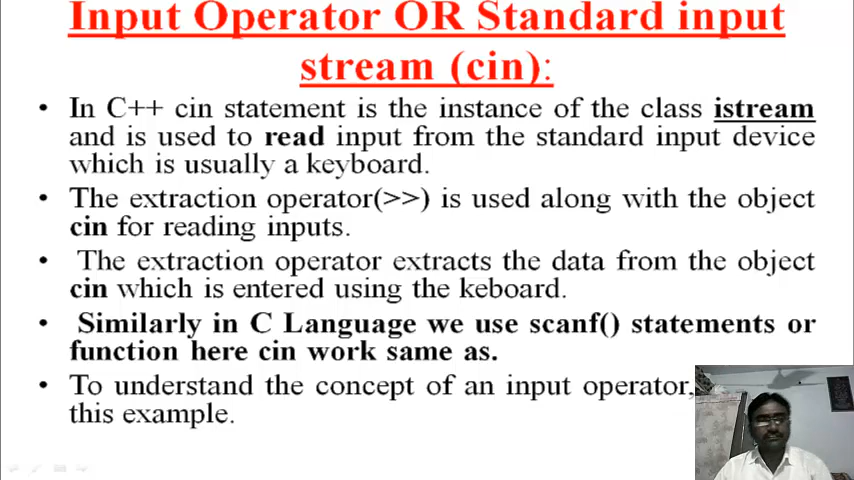 Input Operator OR Standard input
stream (cin):
• In C++ cin statement is the instance of the class istream
and is used to read input from the standard input device
which is usually a keyboard.
• The extraction operator(>>) is used along with the object
cin for reading inputs.
• The extraction operator extracts the data from the object
cin which is entered using the keboard.
• Similarly in C Language we use scanf() statements or
function here cin work same as.
• To understand the concept of an input operator,
this example.